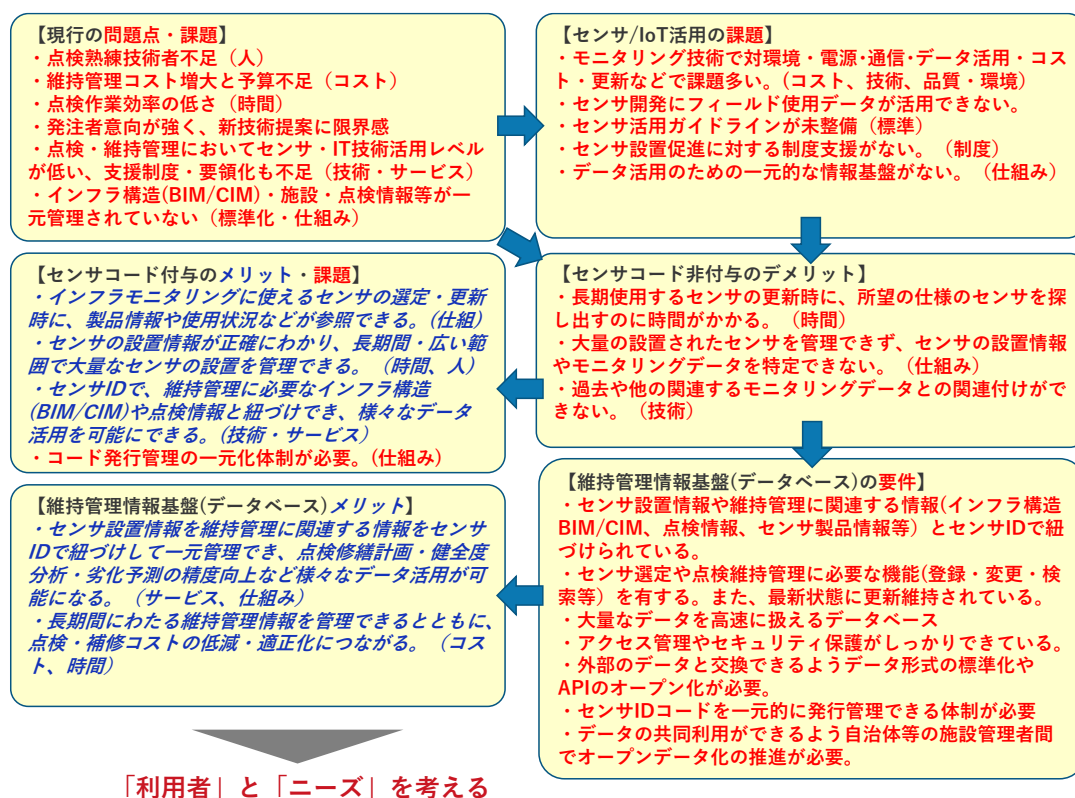 【現行の問題点・課題】
・点検熟練技術者不足（人）
・維持管理コスト増大と予算不足（コスト）
・点検作業効率の低さ（時間）
・発注者意向が強く、新技術提案に限界感
・点検・維持管理においてセンサ・IT技術活用レベル
が低い、支援制度・要領化も不足（技術・サービス）
・インフラ構造(BIM/CIM)・施設・点検情報等が一
元管理されていない（標準化・仕組み）
【センサ/IoT活用の課題】
・モニタリング技術で対環境・電源・通信・データ活用・コス
ト・更新などで課題多い。（コスト、技術、品質・環境）
・センサ開発にフィールド使用データが活用できない。
・センサ活用ガイドラインが未整備（標準）
・センサ設置促進に対する制度支援がない。（制度）
・データ活用のための一元的な情報基盤がない。（仕組み）
【センサコード付与のメリット・課題】
・インフラモニタリングに使えるセンサの選定・更新
時に、製品情報や使用状況などが参照できる。(仕組）
・センサの設置情報が正確にわかり、長期間・広い範
囲で大量なセンサの設置を管理できる。（時間、人）
・センサIDで、維持管理に必要なインフラ構造
(BIM/CIM)や点検情報と紐づけでき、様々なデータ
活用を可能にできる。(技術・サービス）
・コード発行管理の一元化体制が必要。(仕組み）
【センサコード非付与のデメリット】
・長期使用するセンサの更新時に、所望の仕様のセンサを探
し出すのに時間がかかる。（時間）
・大量の設置されたセンサを管理できず、センサの設置情報
やモニタリングデータを特定できない。（仕組み）
・過去や他の関連するモニタリングデータとの関連付けがで
きない。（技術）
【維持管理情報基盤(データベース)メリット】
・センサ設置情報を維持管理に関連する情報をセンサ
IDで紐づけして一元管理でき、点検修繕計画・健全度
分析・劣化予測の精度向上など様々なデータ活用が可
能になる。（サービス、仕組み）
・長期間にわたる維持管理情報を管理できるとともに、
点検・補修コストの低減・適正化につながる。（コス
ト、時間）
【維持管理情報基盤(データベース)の要件】
・センサ設置情報や維持管理に関連する情報(インフラ構造
BIM/CIM、点検情報、センサ製品情報等）とセンサIDで紐
づけられている。
・センサ選定や点検維持管理に必要な機能(登録・変更・検
索等）を有する。また、最新状態に更新維持されている。
・大量なデータを高速に扱えるデータベース
・アクセス管理やセキュリティ保護がしっかりできている。
・外部のデータと交換できるようデータ形式の標準化や
APIのオープン化が必要。
・センサIDコードを一元的に発行管理できる体制が必要
・データの共同利用ができるよう自治体等の施設管理者間
でオープンデータ化の推進が必要。
「利用者」と「ニーズ」を考える